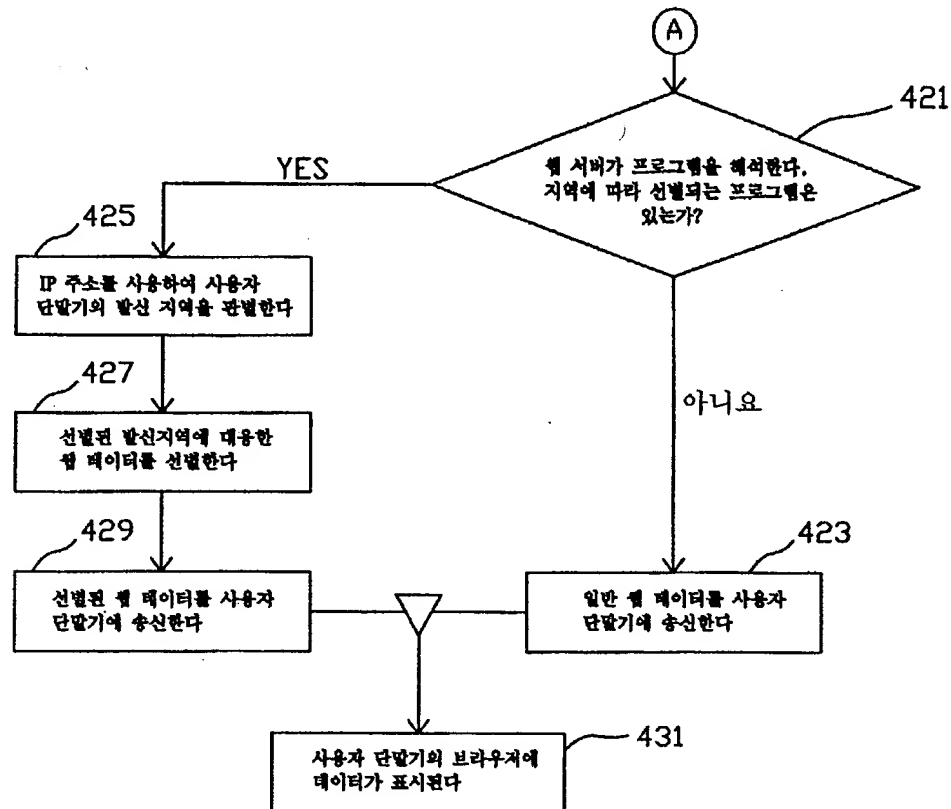 A
421
웹 서버가 프로그램을 해석한다.
지역에 따라 선별되는 프로그램은
있는가?
YES
425
IP 주소를 사용하여 사용자
단말기의 발신 지역을 판별한다
427
선별된 발신지역에 대응한
웹 데이터를 선별한다
아니요
429
선별된 웹 데이터를 사용자
단말기에 송신한다
423
일반 웹 데이터를 사용자
단말기에 송신한다
431
사용자 단말기의 브라우저에
데이터가 표시된다